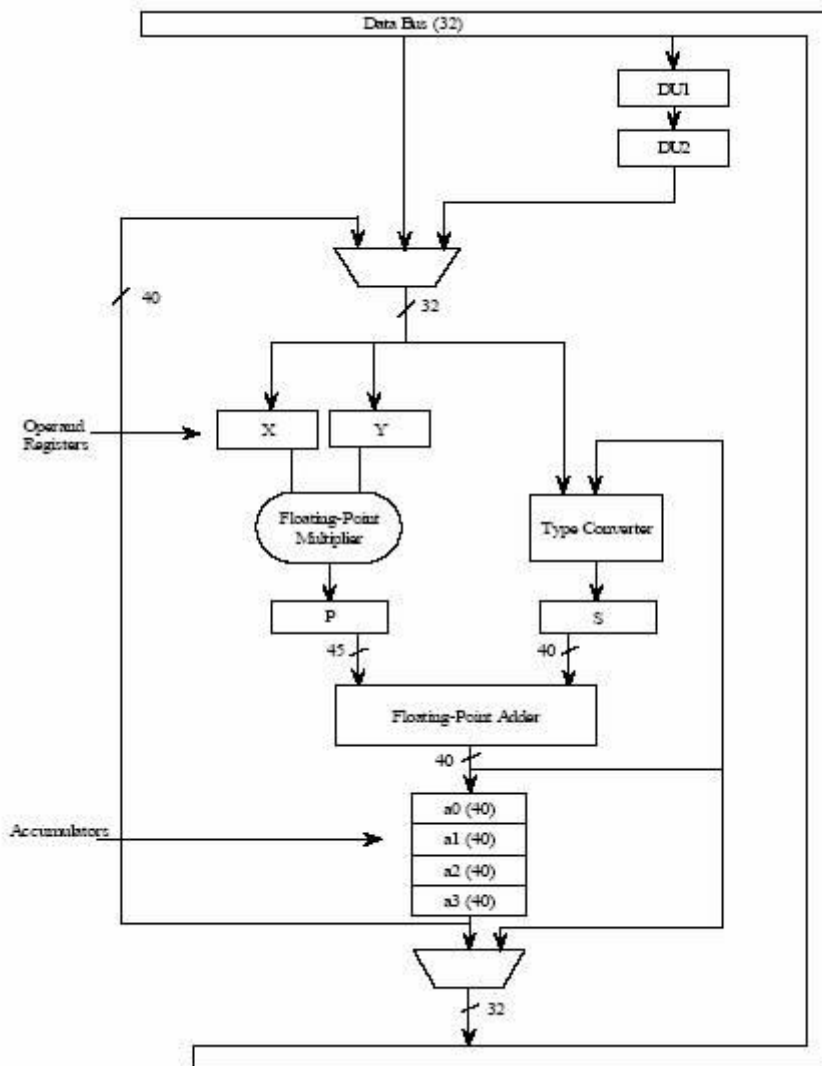 Data Bus (32)
DU1
DU2
40
32
Operand
Registers
X
Y
Floating-Point
Multiplier
Type Converter
P
S
45
40
Floating-Point Adder
40
a0 (40)
Accumulators
a1 (40)
a2 (40)
a3 (40)
32